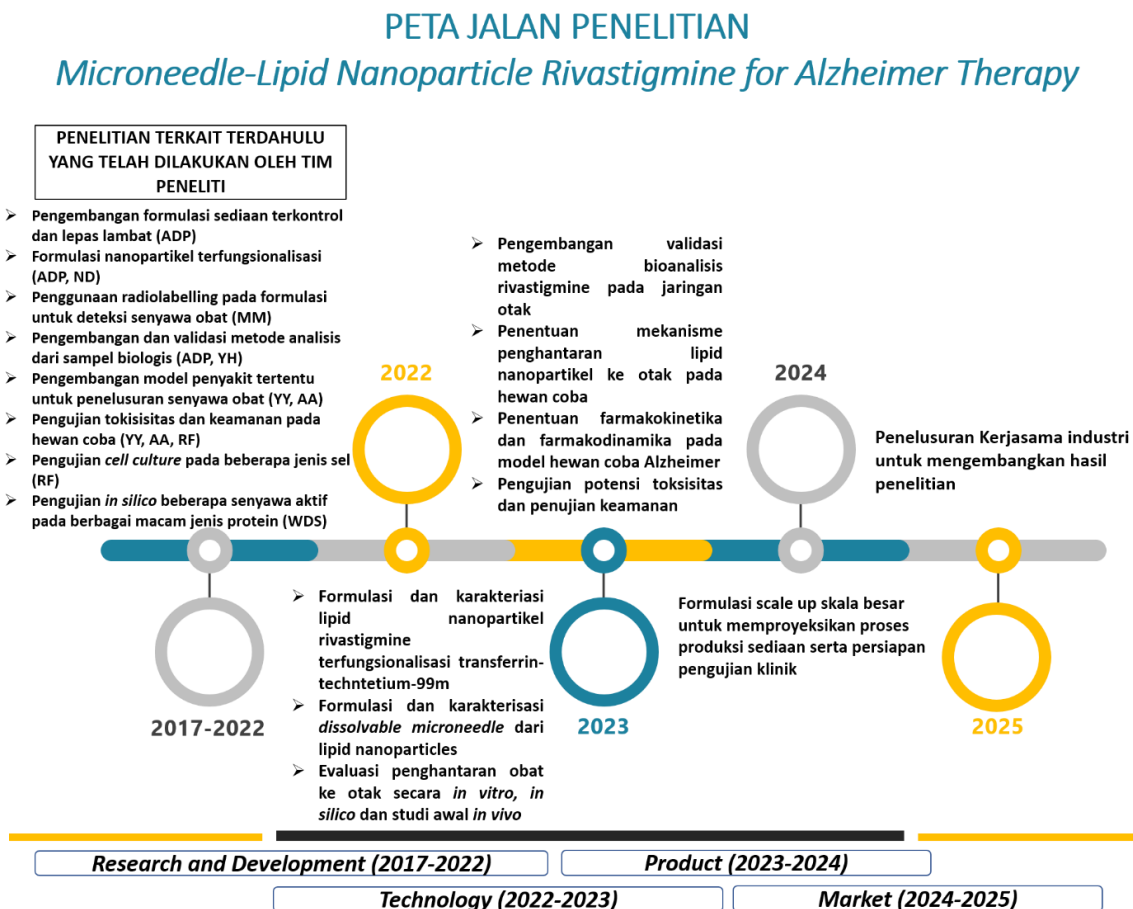 PETA JALAN PENELITIAN
Microneedle-Lipid Nanoparticle Rivastigmine for Alzheimer Therapy
PENELITIAN TERKAIT TERDAHULU
YANG TELAH DILAKUKAN OLEH TIM
PENELITI
➢ Pengembangan formulasi sediaan terkontrol
dan lepas lambat (ADP)
➢ Formulasi nanopartikel terfungsionalisasi
(ADP, ND)
➢ Penggunaan radiolabelling pada formulasi
untuk deteksi senyawa obat (MM)
➢ Pengembangan dan validasi metode analisis
dari sampel biologis (ADP, YH)
➢ Pengembangan model penyakit tertentu
untuk penelusuran senyawa obat (YY, AA)
➢ Pengujian tokisisitas dan keamanan pada
hewan coba (YY, AA, RF)
➢ Pengujian cell culture pada beberapa jenis sel
(RF)
➢ Pengujian in silico beberapa senyawa aktif
pada berbagai macam jenis protein (WDS)
2017-2022
2022
➢ Formulasi dan karakteriasi
lipid nanopartikel
rivastigmine
terfungsionalisasi transferrin-
techntetium-99m
➢ Formulasi dan karakterisasi
dissolvable microneedle dari
lipid nanoparticles
➢ Evaluasi penghantaran obat
ke otak secara in vitro, in
silico dan studi awal in vivo
➢ Pengembangan validasi
metode bioanalisis
rivastigmine pada jaringan
otak
➢ Penentuan mekanisme
penghantaran lipid
nanopartikel ke otak pada
hewan coba
➢ Penentuan farmakokinetika
dan farmakodinamika pada
model hewan coba Alzheimer
➢ Pengujian potensi toksisitas
dan penujian keamanan
2023
2024
Formulasi scale up skala besar
untuk memproyeksikan proses
produksi sediaan serta persiapan
pengujian klinik
Penelusuran Kerjasama industri
untuk mengembangkan hasil
penelitian
2025
Research and Development (2017-2022)
Product (2023-2024)
Technology (2022-2023)
Market (2024-2025)